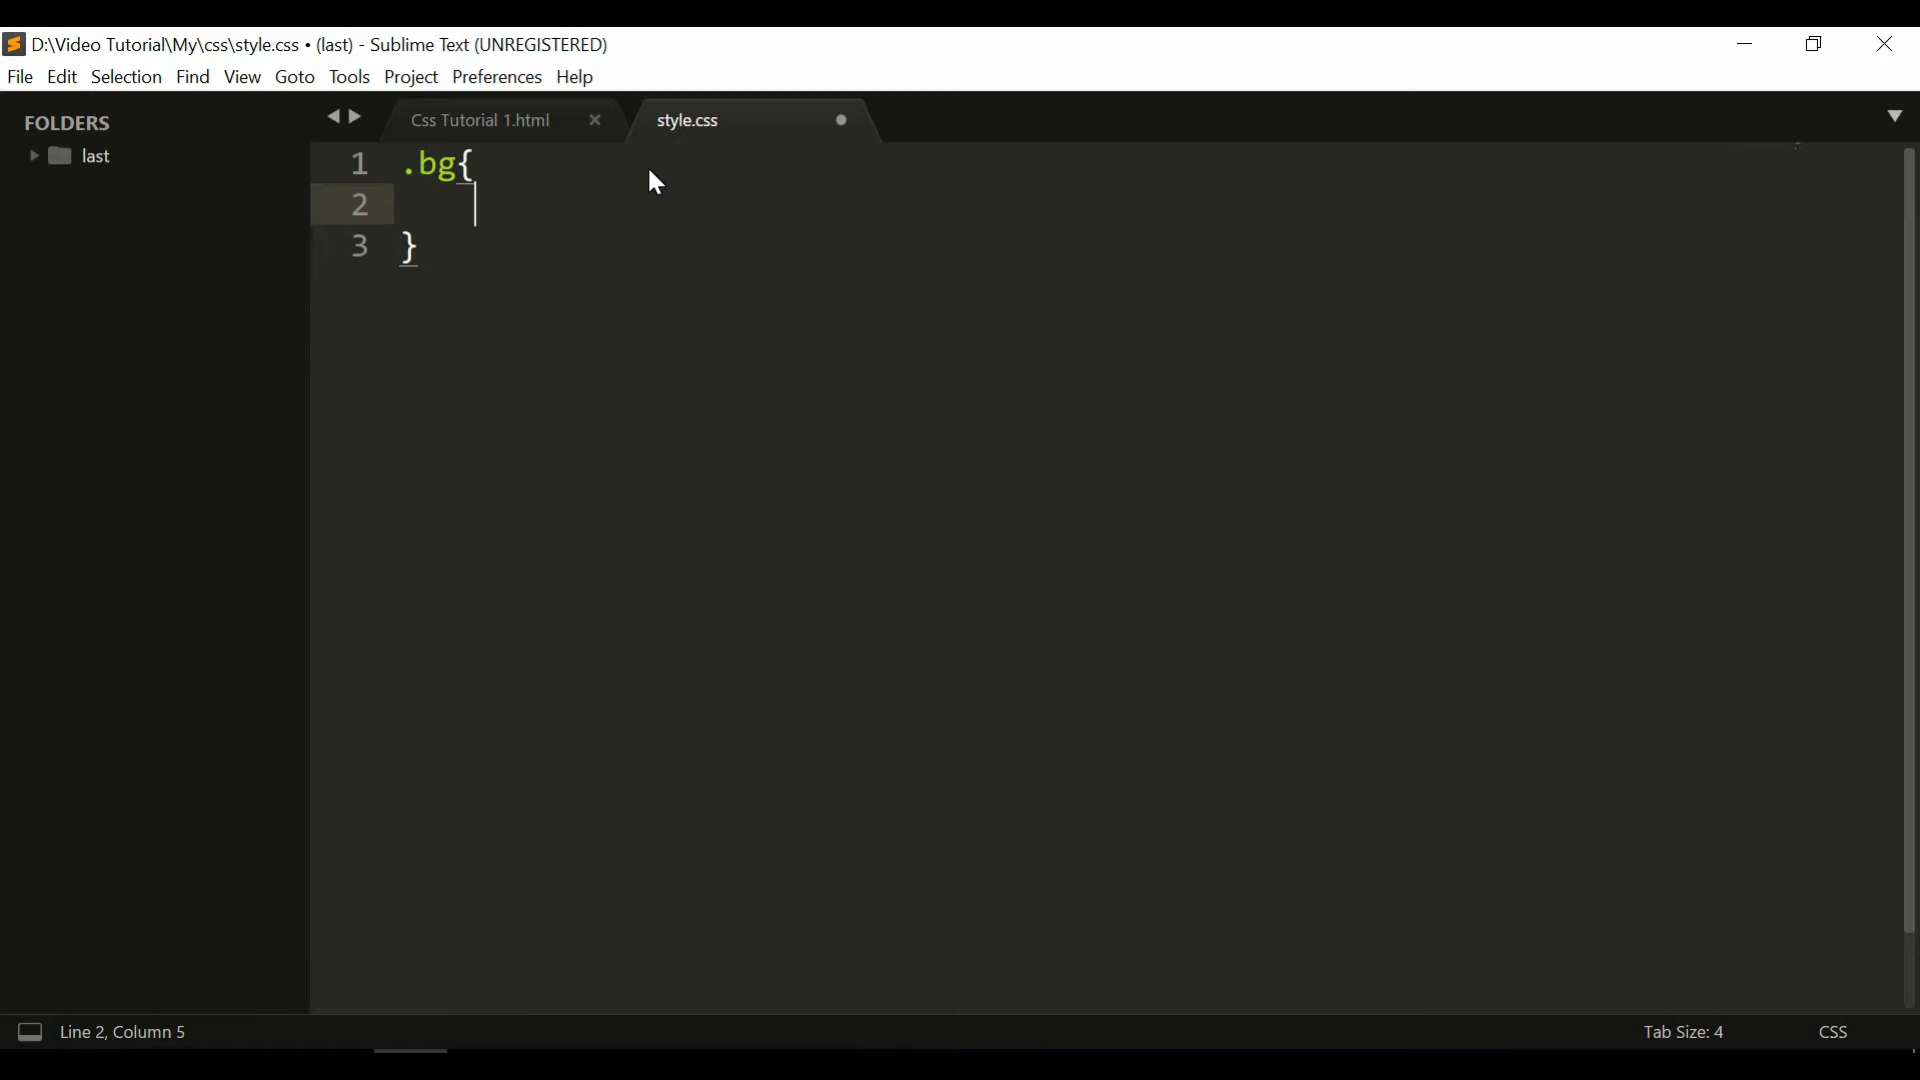 D:\Video Tutorial\My\css\style.css • (last) - Sublime Text (UNREGISTERED)
File Edit Selection Find View Goto Tools Project Preferences Help
FOLDERS
last
Css Tutorial 1.html
style.css
1 .bg{
2
3 }
Line 2, Column 5
Tab Size: 4
CSS